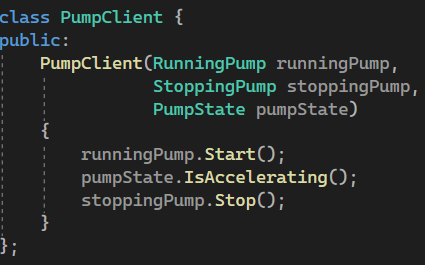 class PumpClient {
public:
    PumpClient(RunningPump runningPump,
               StoppingPump stoppingPump,
               PumpState pumpState)
    {
        runningPump.Start();
        pumpState.IsAccelerating();
        stoppingPump.Stop();
    }
};